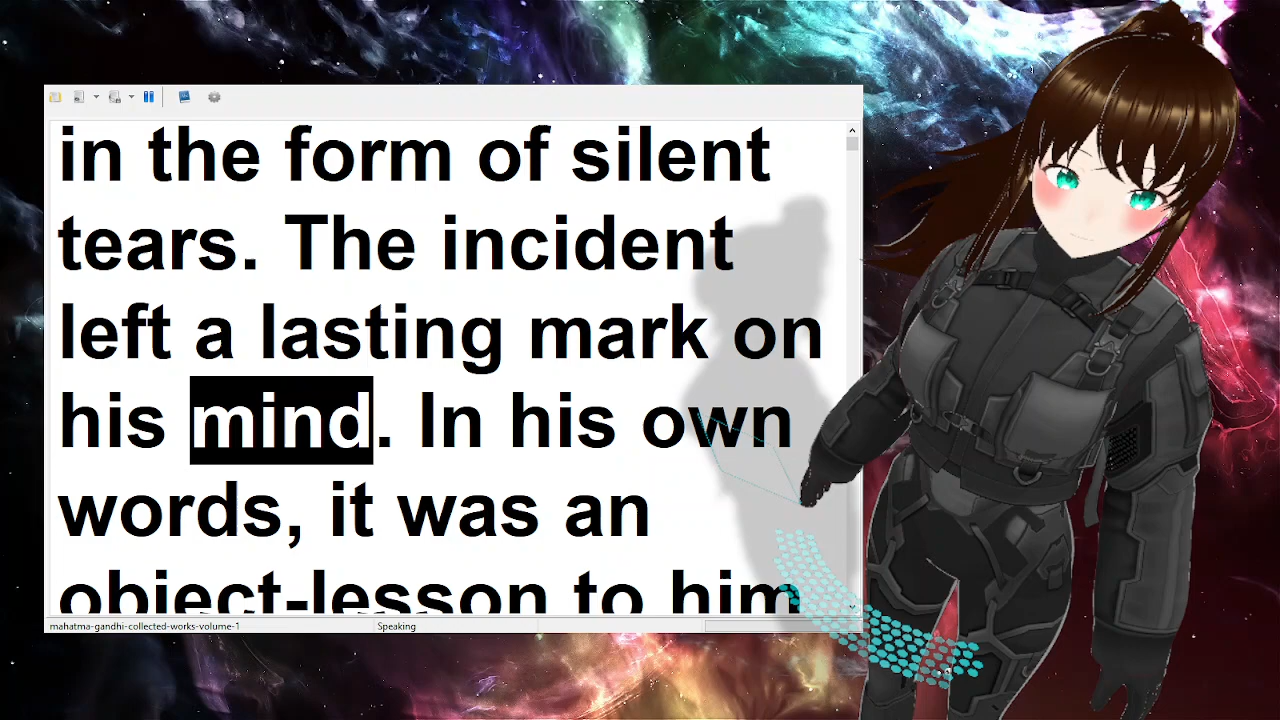 in the form of silent
tears. The incident
left a lasting mark on
his mind. In his own
words, it was an
object-lesson to him
mahatma-gandhi-collected-works-volume-1
Speaking